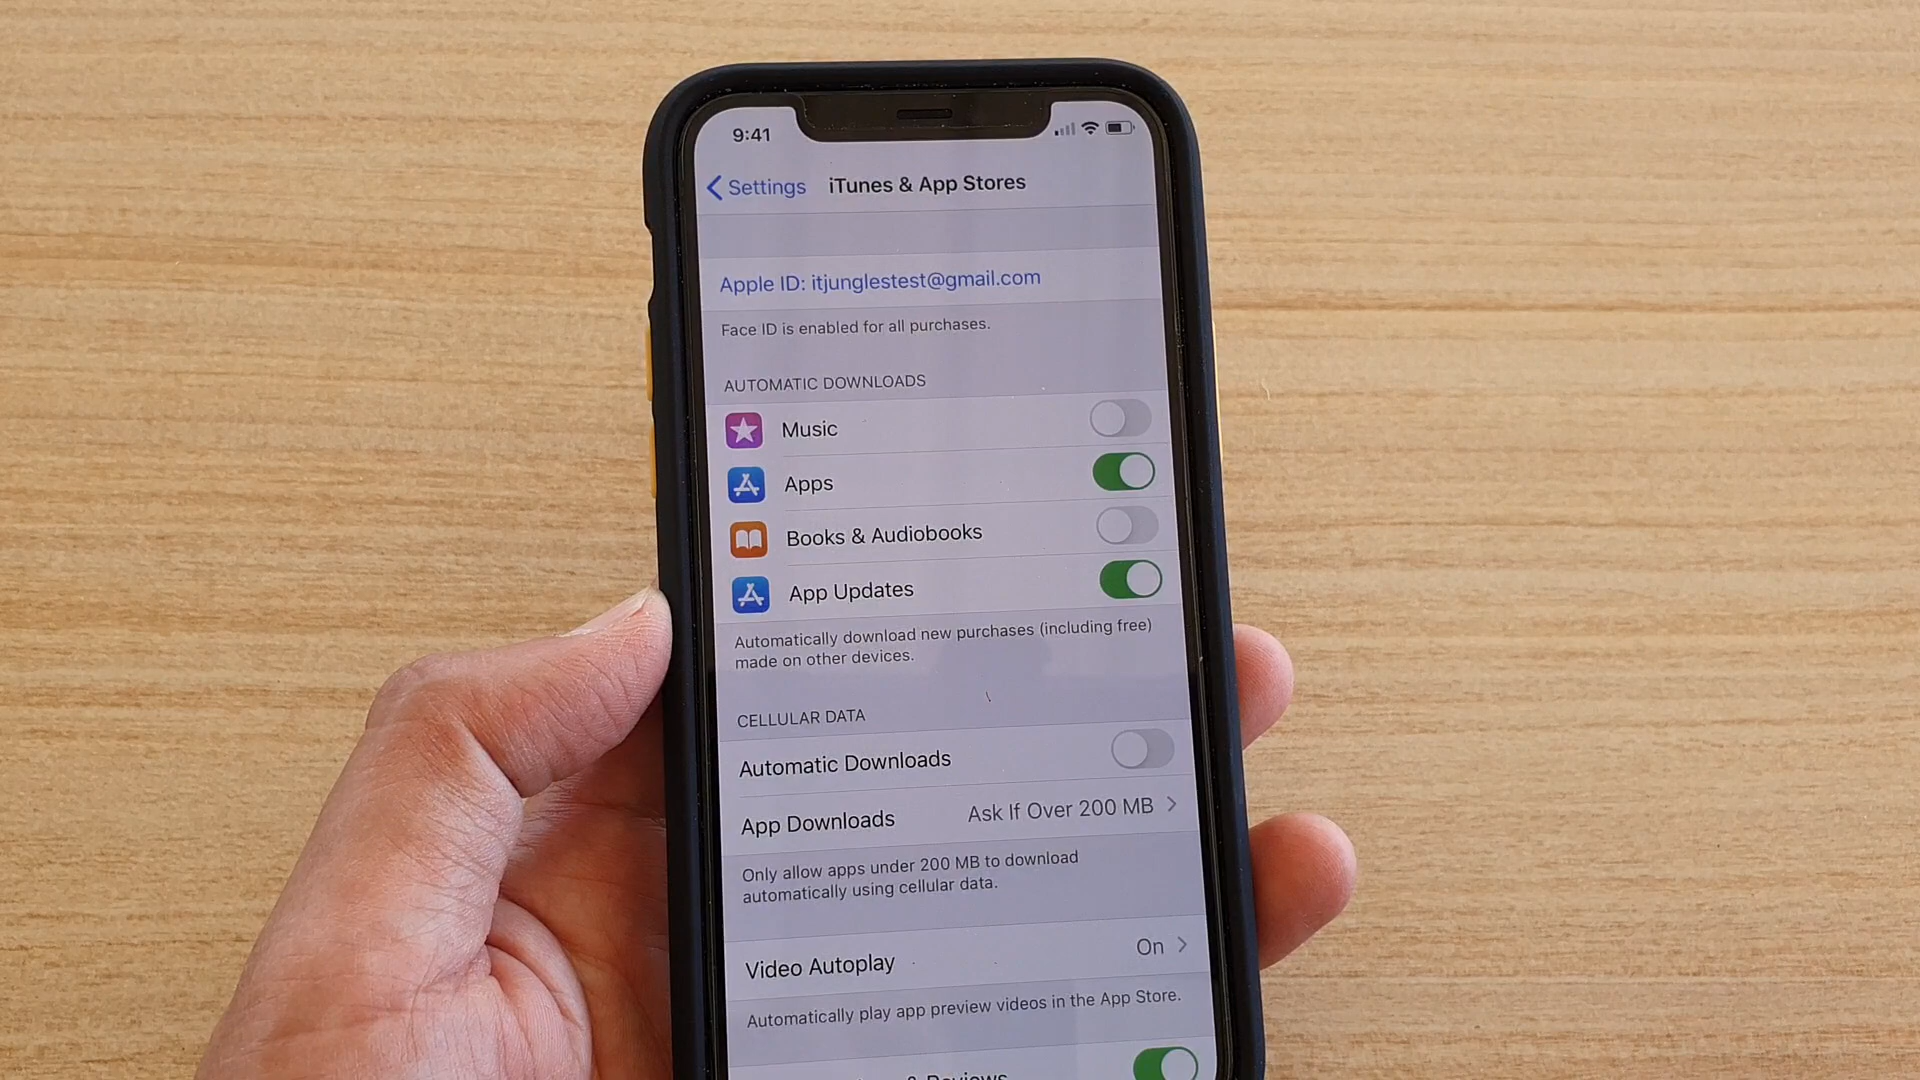 9:41
Settings iTunes & App Stores
Apple ID: itjunglestest@gmail.com
Face ID is enabled for all purchases.
AUTOMATIC DOWNLOADS
Music
Apps
Books & Audiobooks
App Updates
Automatically download new purchases (including free)
made on other devices.
CELLULAR DATA
Automatic Downloads
App Downloads Ask If Over 200 MB
Only allow apps under 200 MB to download
automatically using cellular data.
Video Autoplay On
Automatically play app preview videos in the App Store.
& Reviews